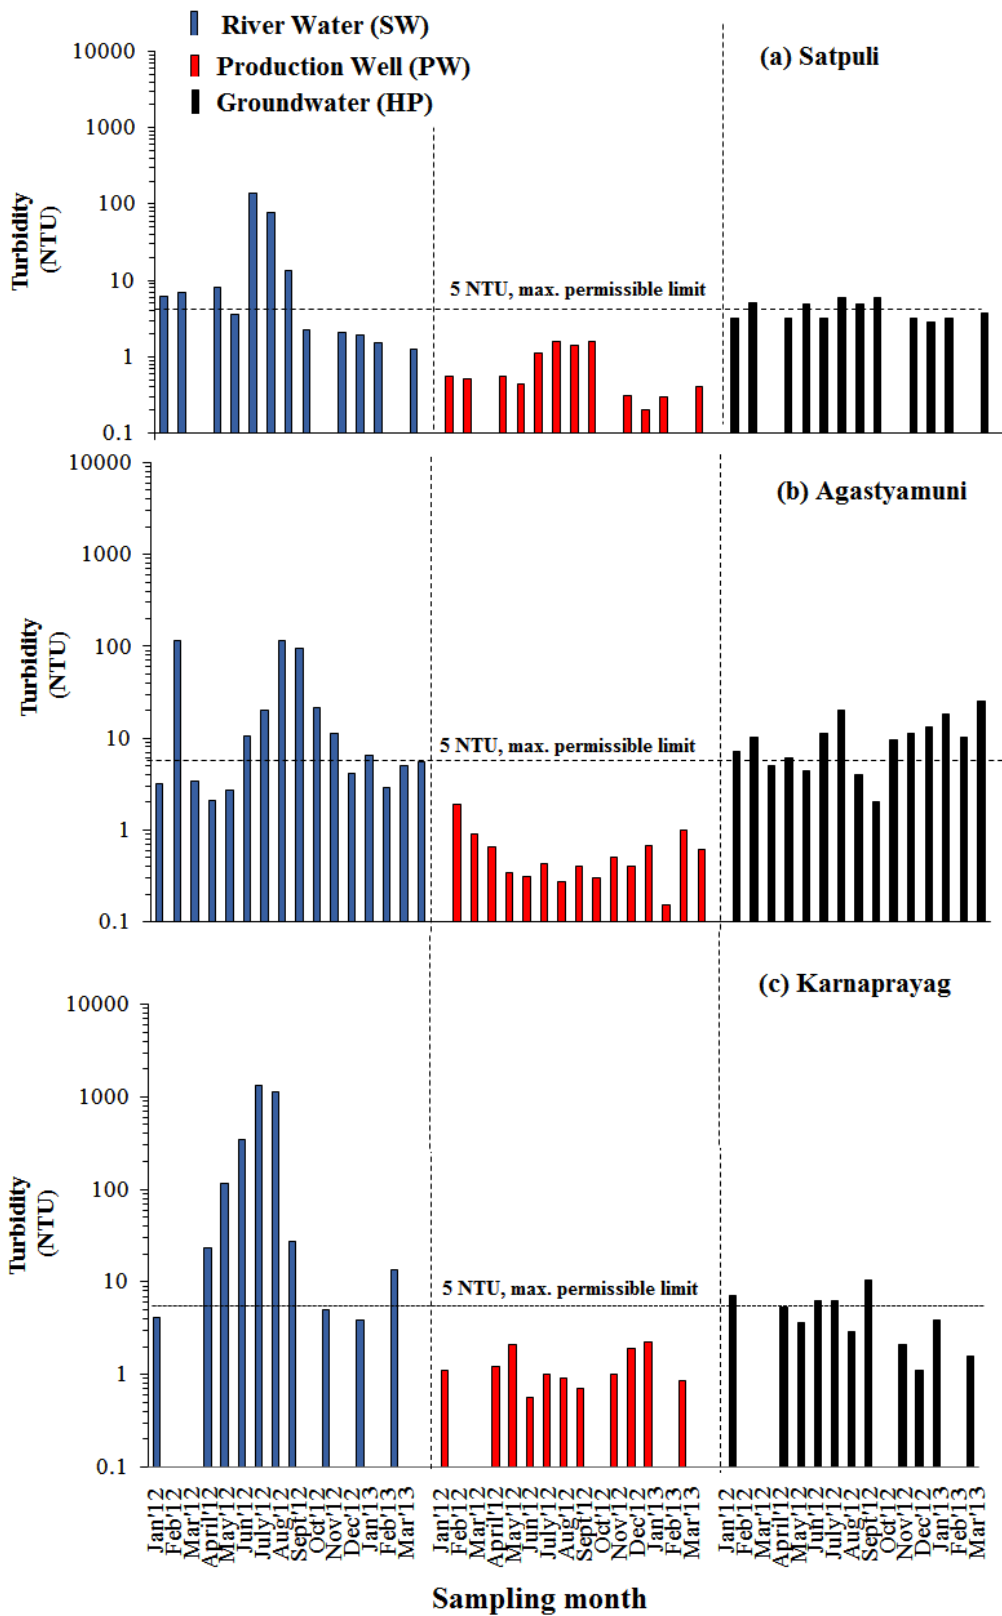 River Water (SW)
Production Well (PW)
Groundwater (HP)
(a) Satpuli
10000
1000
100
10
1
0.1
Turbidity
(NTU)
5 NTU, max. permissible limit
(b) Agastyamuni
10000
1000
100
10
1
0.1
Turbidity
(NTU)
5 NTU, max. permissible limit
(c) Karnaprayag
10000
1000
100
10
1
0.1
Turbidity
(NTU)
5 NTU, max. permissible limit
Jan'12
Feb'12
Mar'12
April'12
May'12
Jun'12
July'12
Aug'12
Sept'12
Oct'12
Nov'12
Dec'12
Jan'13
Feb'13
Mar'13
Jan'12
Feb'12
Mar'12
April'12
May'12
Jun'12
July'12
Aug'12
Sept'12
Oct'12
Nov'12
Dec'12
Jan'13
Feb'13
Mar'13
Jan'12
Feb'12
Mar'12
April'12
May'12
Jun'12
July'12
Aug'12
Sept'12
Oct'12
Nov'12
Dec'12
Jan'13
Feb'13
Mar'13
Sampling month